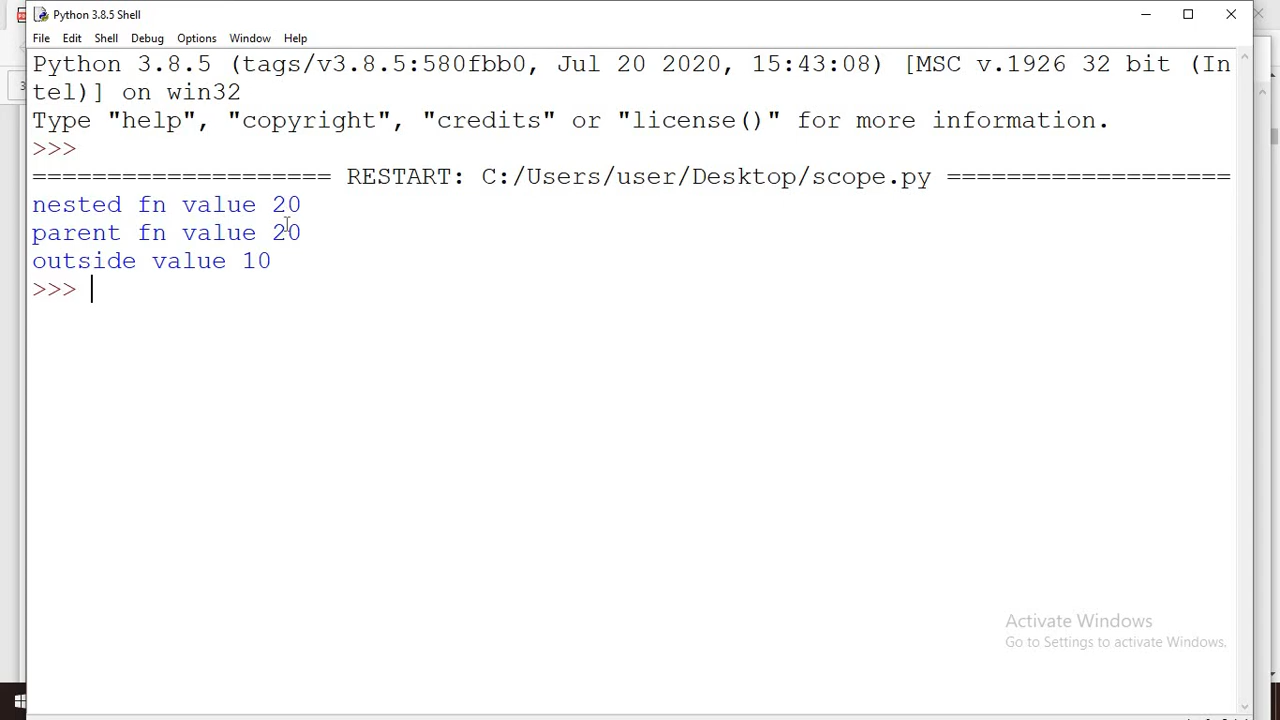 Python 3.8.5 Shell
File Edit Shell Debug Options Window Help
Python 3.8.5 (tags/v3.8.5:580fbb0, Jul 20 2020, 15:43:08) [MSC v.1926 32 bit (In
tel)] on win32
Type "help", "copyright", "credits" or "license()" for more information.
>>>
==================== RESTART: C:/Users/user/Desktop/scope.py ===================
nested fn value 20
parent fn value 20
outside value 10
>>>
Activate Windows
Go to Settings to activate Windows.